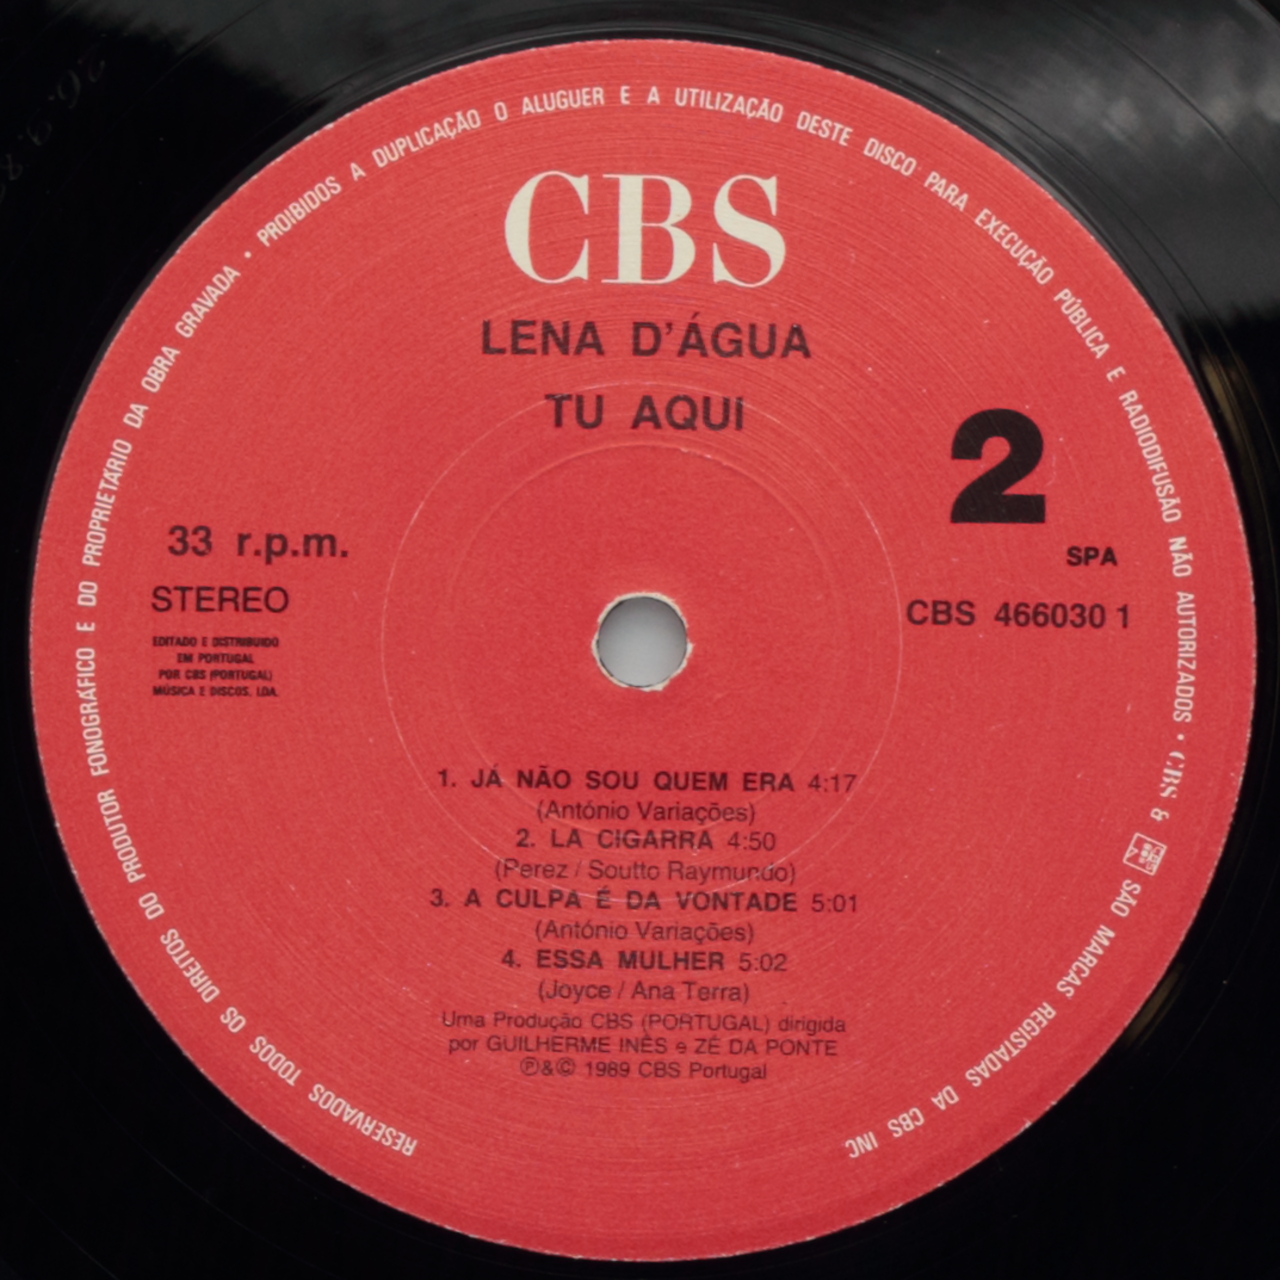 RESERVADOS TODOS OS DIREITOS DO PRODUTOR FONOGRÁFICO E DO PROPRIETÁRIO DA OBRA GRAVADA • PROIBIDOS A DUPLICAÇÃO O ALUGUER E A UTILIZAÇÃO DESTE DISCO PARA EXECUÇÃO PÚBLICA E RADIODIFUSÃO NÃO AUTORIZADOS • CBS & CBS SÃO MARCAS REGISTADAS DA CBS INC
CBS
LENA D'ÁGUA
TU AQUI
2
33 r.p.m.
SPA
STEREO
CBS 466030 1
EDITADO E DISTRIBUIDO
EM PORTUGAL
POR CBS (PORTUGAL)
MÚSICA E DISCOS, LDA.
1. JÁ NÃO SOU QUEM ERA 4:17
(António Variações)
2. LA CIGARRA 4:50
(Perez / Soutto Raymundo)
3. A CULPA É DA VONTADE 5:01
(António Variações)
4. ESSA MULHER 5:02
(Joyce / Ana Terra)
Uma Produção CBS (PORTUGAL) dirigida
por GUILHERME INÊS e ZÉ DA PONTE
Ⓟ&© 1989 CBS Portugal